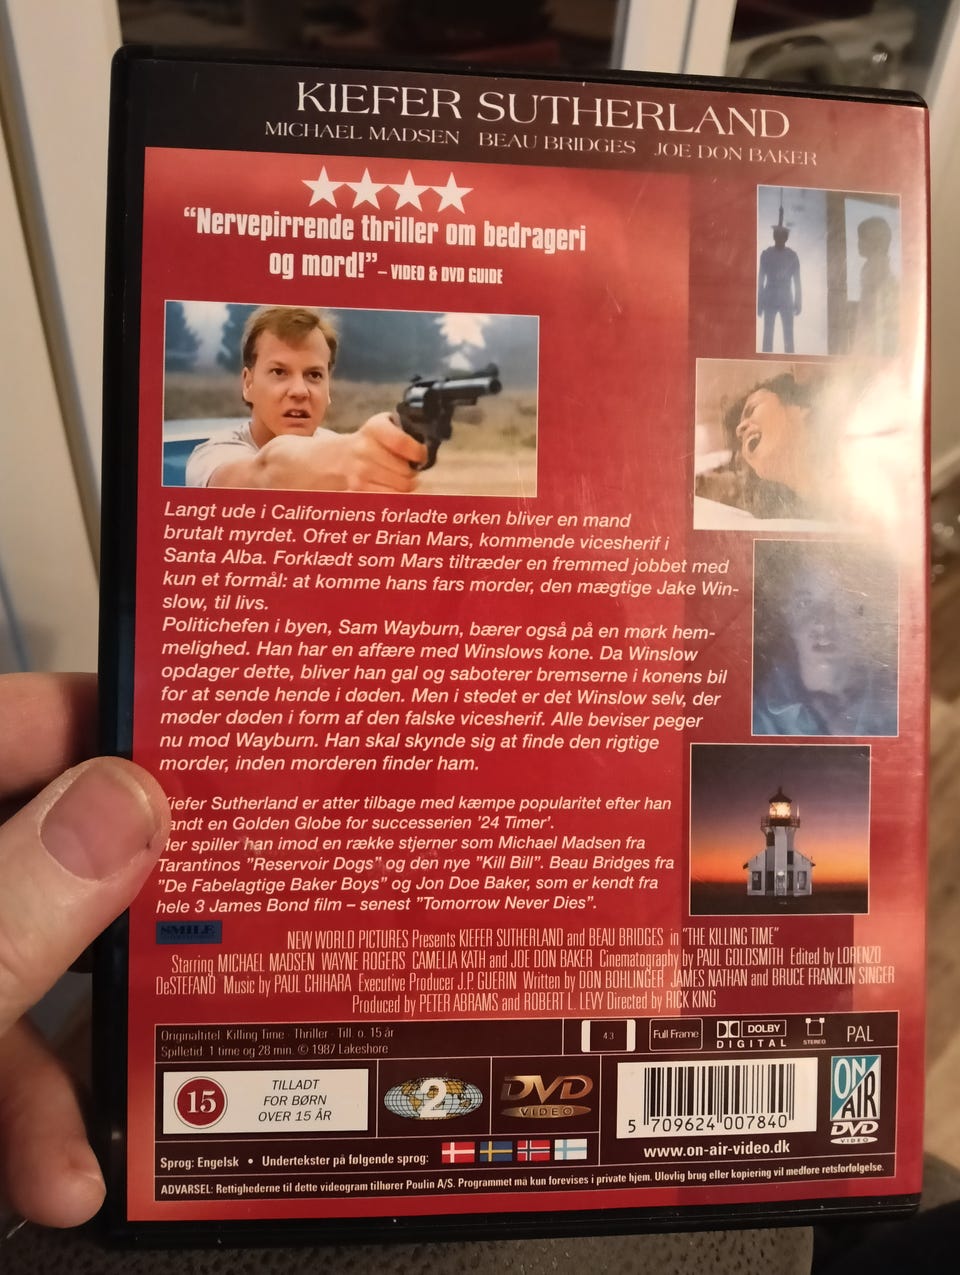 KIEFER SUTHERLAND
MICHAEL MADSEN BEAU BRIDGES JOE DON BAKER
“Nervepirrende thriller om bedrageri
og mord!” – VIDEO & DVD GUIDE
Langt ude i Californiens forladte ørken bliver en mand
brutalt myrdet. Ofret er Brian Mars, kommende vicesherif i
Santa Alba. Forklædt som Mars tiltræder en fremmed jobbet med
kun et formål: at komme hans fars morder, den mægtige Jake Win-
slow, til livs.
Politichefen i byen, Sam Wayburn, bærer også på en mørk hem-
melighed. Han har en affære med Winslows kone. Da Winslow
opdager dette, bliver han gal og saboterer bremserne i konens bil
for at sende hende i døden. Men i stedet er det Winslow selv, der
møder døden i form af den falske vicesherif. Alle beviser peger
nu mod Wayburn. Han skal skynde sig at finde den rigtige
morder, inden morderen finder ham.
Kiefer Sutherland er atter tilbage med kæmpe popularitet efter han
vandt en Golden Globe for successerien '24 Timer'.
Her spiller han imod en række stjerner som Michael Madsen fra
Tarantinos ”Reservoir Dogs” og den nye ”Kill Bill”. Beau Bridges fra
”De Fabelagtige Baker Boys” og Jon Doe Baker, som er kendt fra
hele 3 James Bond film – senest ”Tomorrow Never Dies”.
SMILE
NEW WORLD PICTURES Presents KIEFER SUTHERLAND and BEAU BRIDGES in “THE KILLING TIME”
Starring MICHAEL MADSEN WAYNE ROGERS CAMELIA KATH and JOE DON BAKER Cinematography by PAUL GOLDSMITH Edited by LORENZO
DeSTEFANO Music by PAUL CHIHARA Executive Producer J.P. GUERIN Written by DON BOHLINGER JAMES NATHAN and BRUCE FRANKLIN SINGER
Produced by PETER ABRAMS and ROBERT L. LEVY Directed by RICK KING
Originaltitel: Killing Time · Thriller · Till. o. 15 år
Spilletid: 1 time og 28 min. © 1987 Lakeshore
4:3
Full Frame
DOLBY
DIGITAL
STEREO
PAL
15
TILLADT
FOR BØRN
OVER 15 ÅR
2
DVD
VIDEO
5 709624 007840
www.on-air-video.dk
ON
AIR
DVD
VIDEO
Sprog: Engelsk • Undertekster på følgende sprog:
ADVARSEL: Rettighederne til dette videogram tilhører Poulin A/S. Programmet må kun forevises i private hjem. Ulovlig brug eller kopiering vil medføre retsforfølgelse.